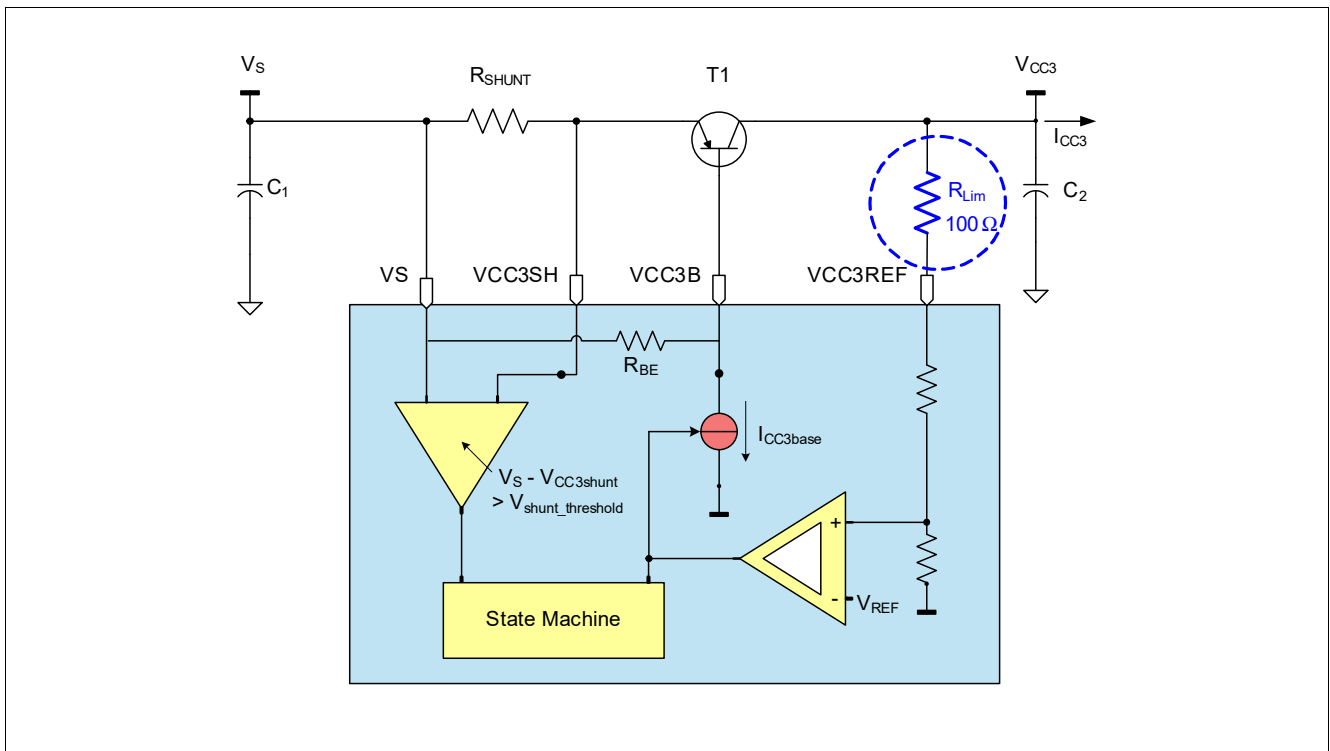 VS
RSHUNT
T1
VCC3
ICC3
C1
RLim
100 Ω
C2
VS
VCC3SH
VCC3B
VCC3REF
RBE
ICC3base
VS - VCC3shunt
> Vshunt_threshold
+
-
VREF
State Machine